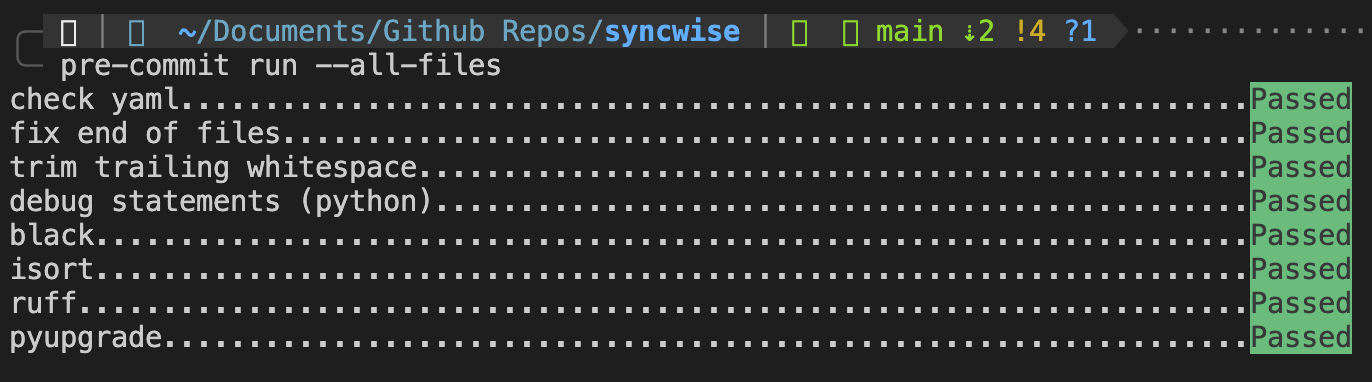 ~/Documents/Github Repos/syncwise | main ⇣2 !4 ?1
pre-commit run --all-files
check yaml...............................................................Passed
fix end of files.........................................................Passed
trim trailing whitespace.................................................Passed
debug statements (python)................................................Passed
black....................................................................Passed
isort....................................................................Passed
ruff.....................................................................Passed
pyupgrade................................................................Passed